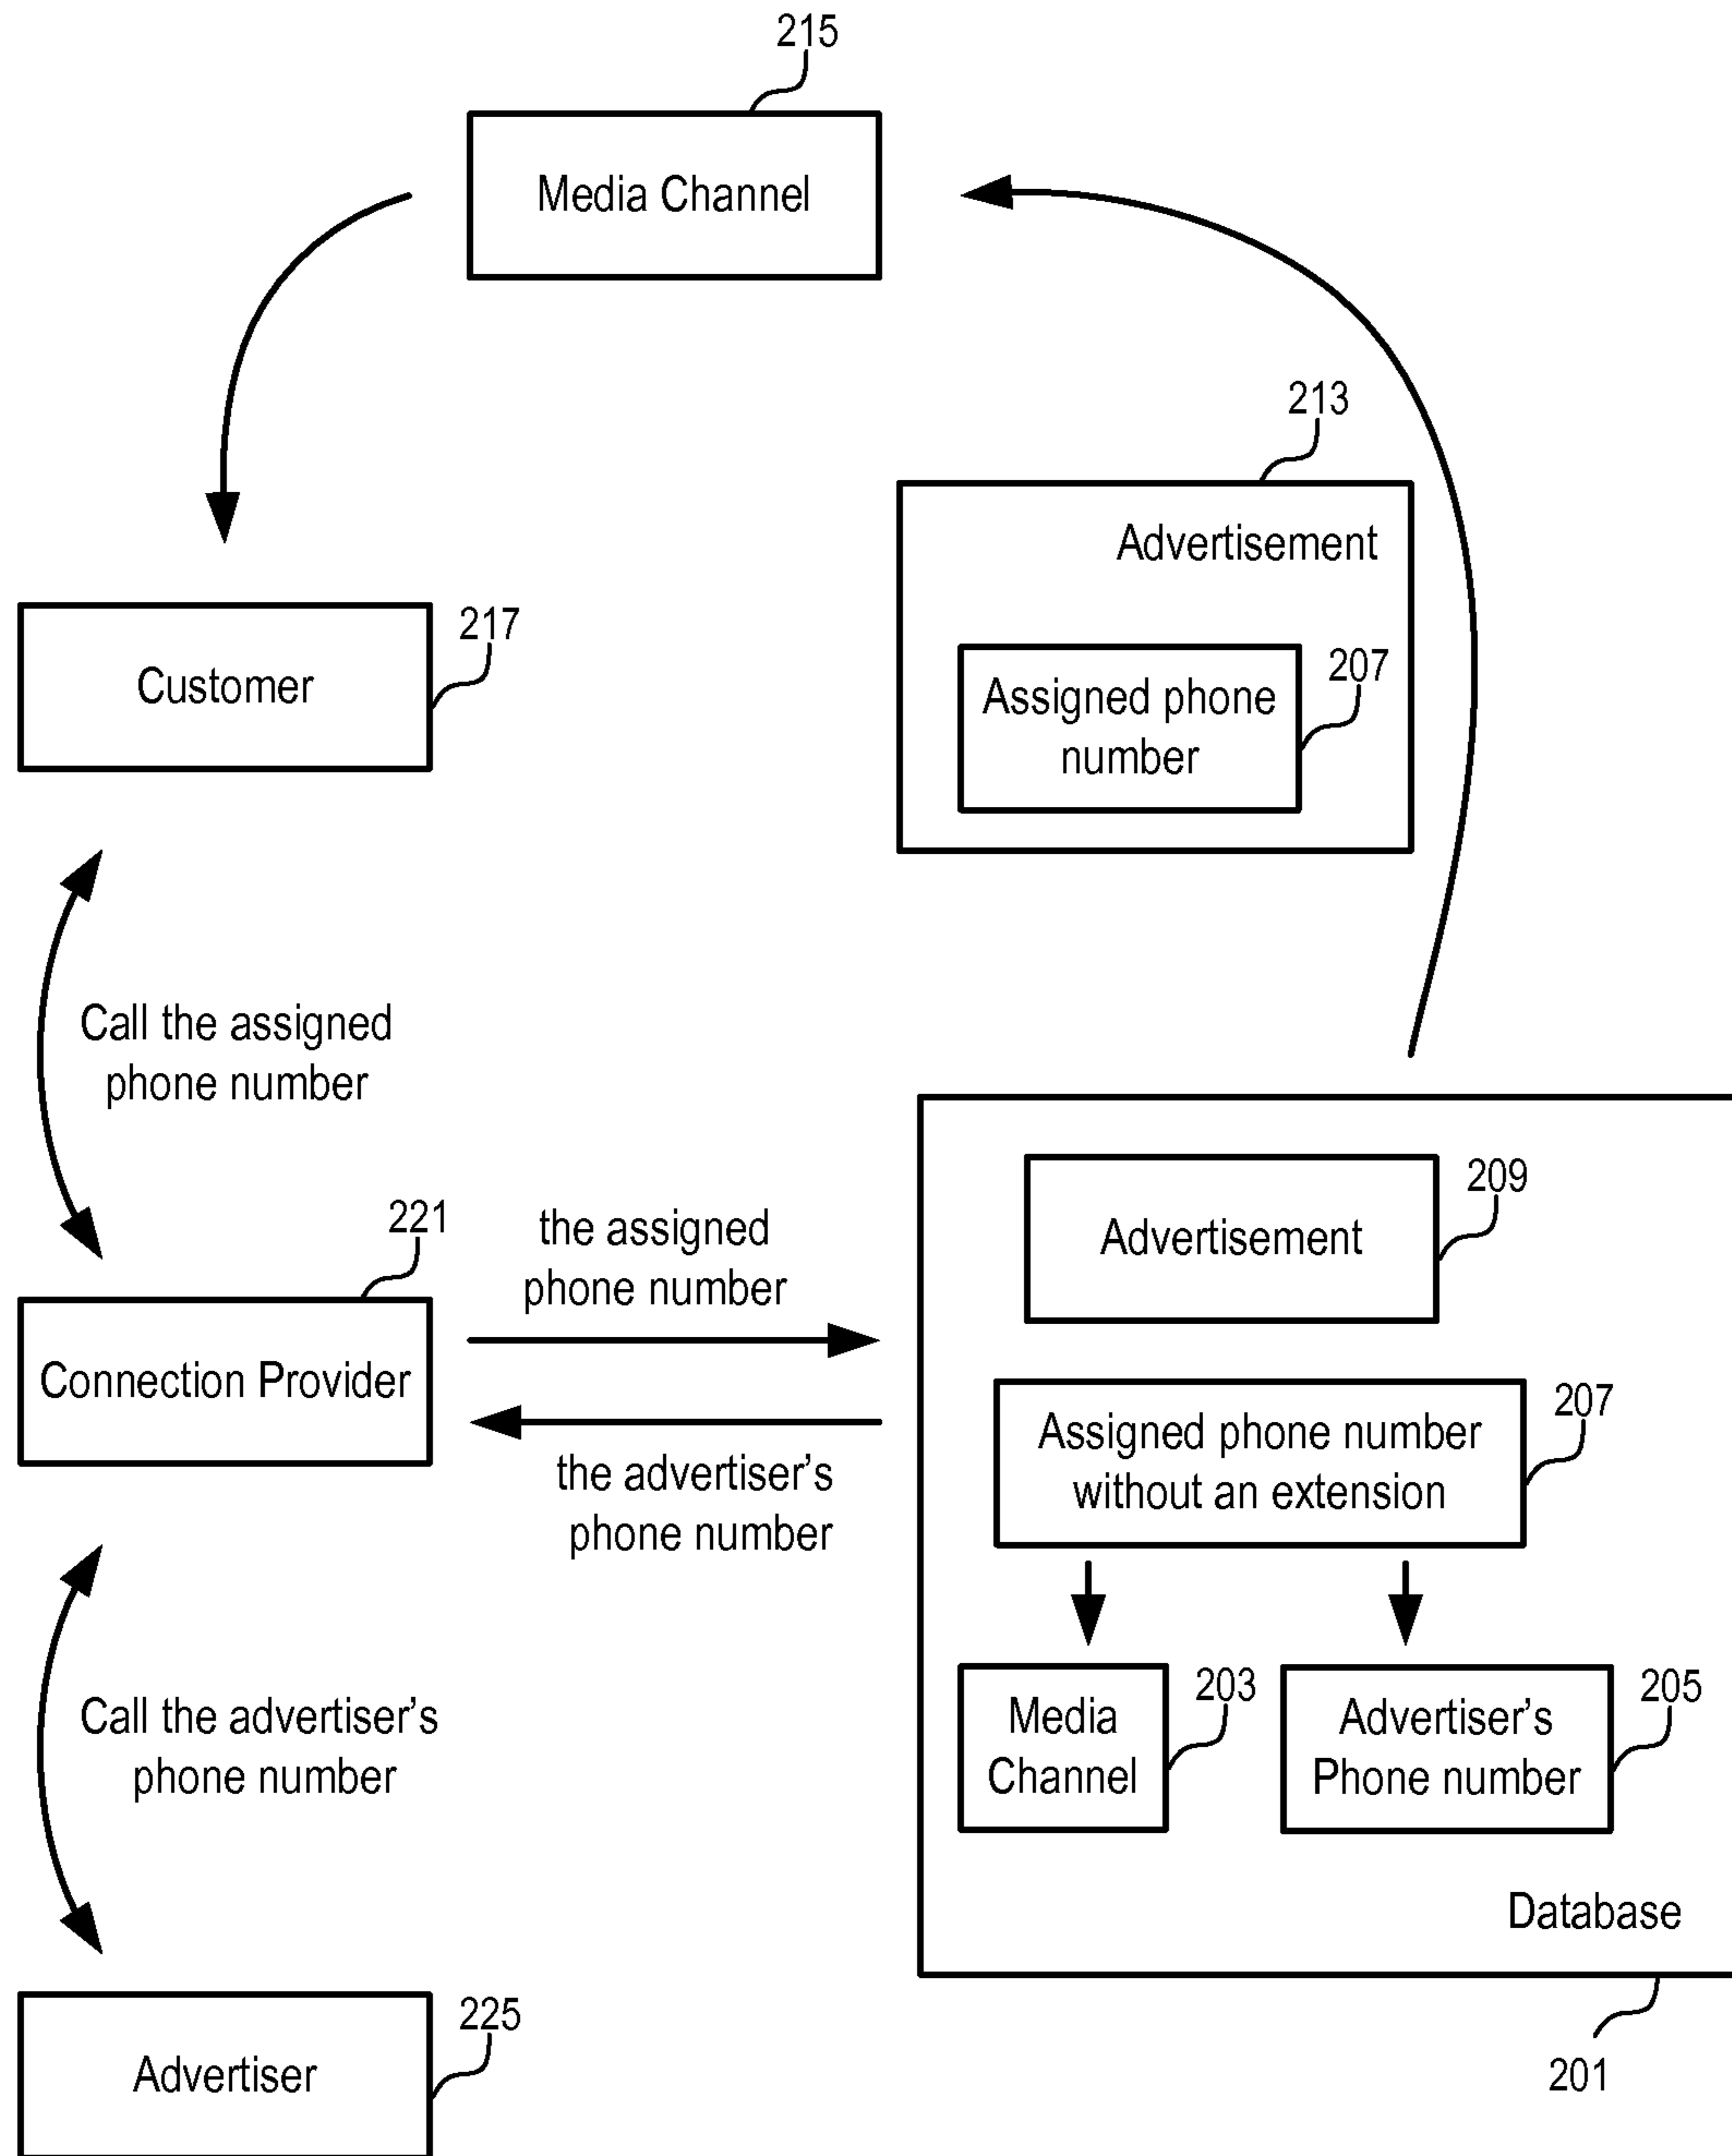 215
Media Channel
213
Advertisement
217
Customer
207
Assigned phone
number
Call the assigned
phone number
209
Advertisement
221
the assigned
phone number
Connection Provider
207
Assigned phone number
without an extension
the advertiser's
phone number
203
Media
Channel
205
Advertiser's
Phone number
Call the advertiser's
phone number
Database
225
Advertiser
201